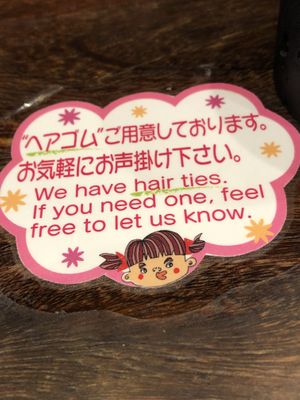 "ヘアゴム"ご用意しております。
お気軽にお声掛け下さい。
We have hair ties.
If you need one, feel
free to let us know.